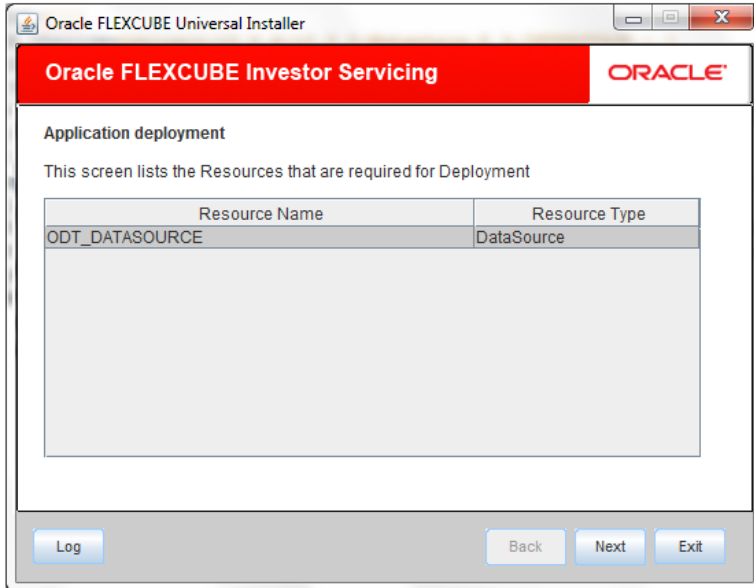 Oracle FLEXCUBE Universal Installer
Oracle FLEXCUBE Investor Servicing
ORACLE
Application deployment
This screen lists the Resources that are required for Deployment
Resource Name Resource Type
ODT_DATASOURCE DataSource
Log Back Next Exit